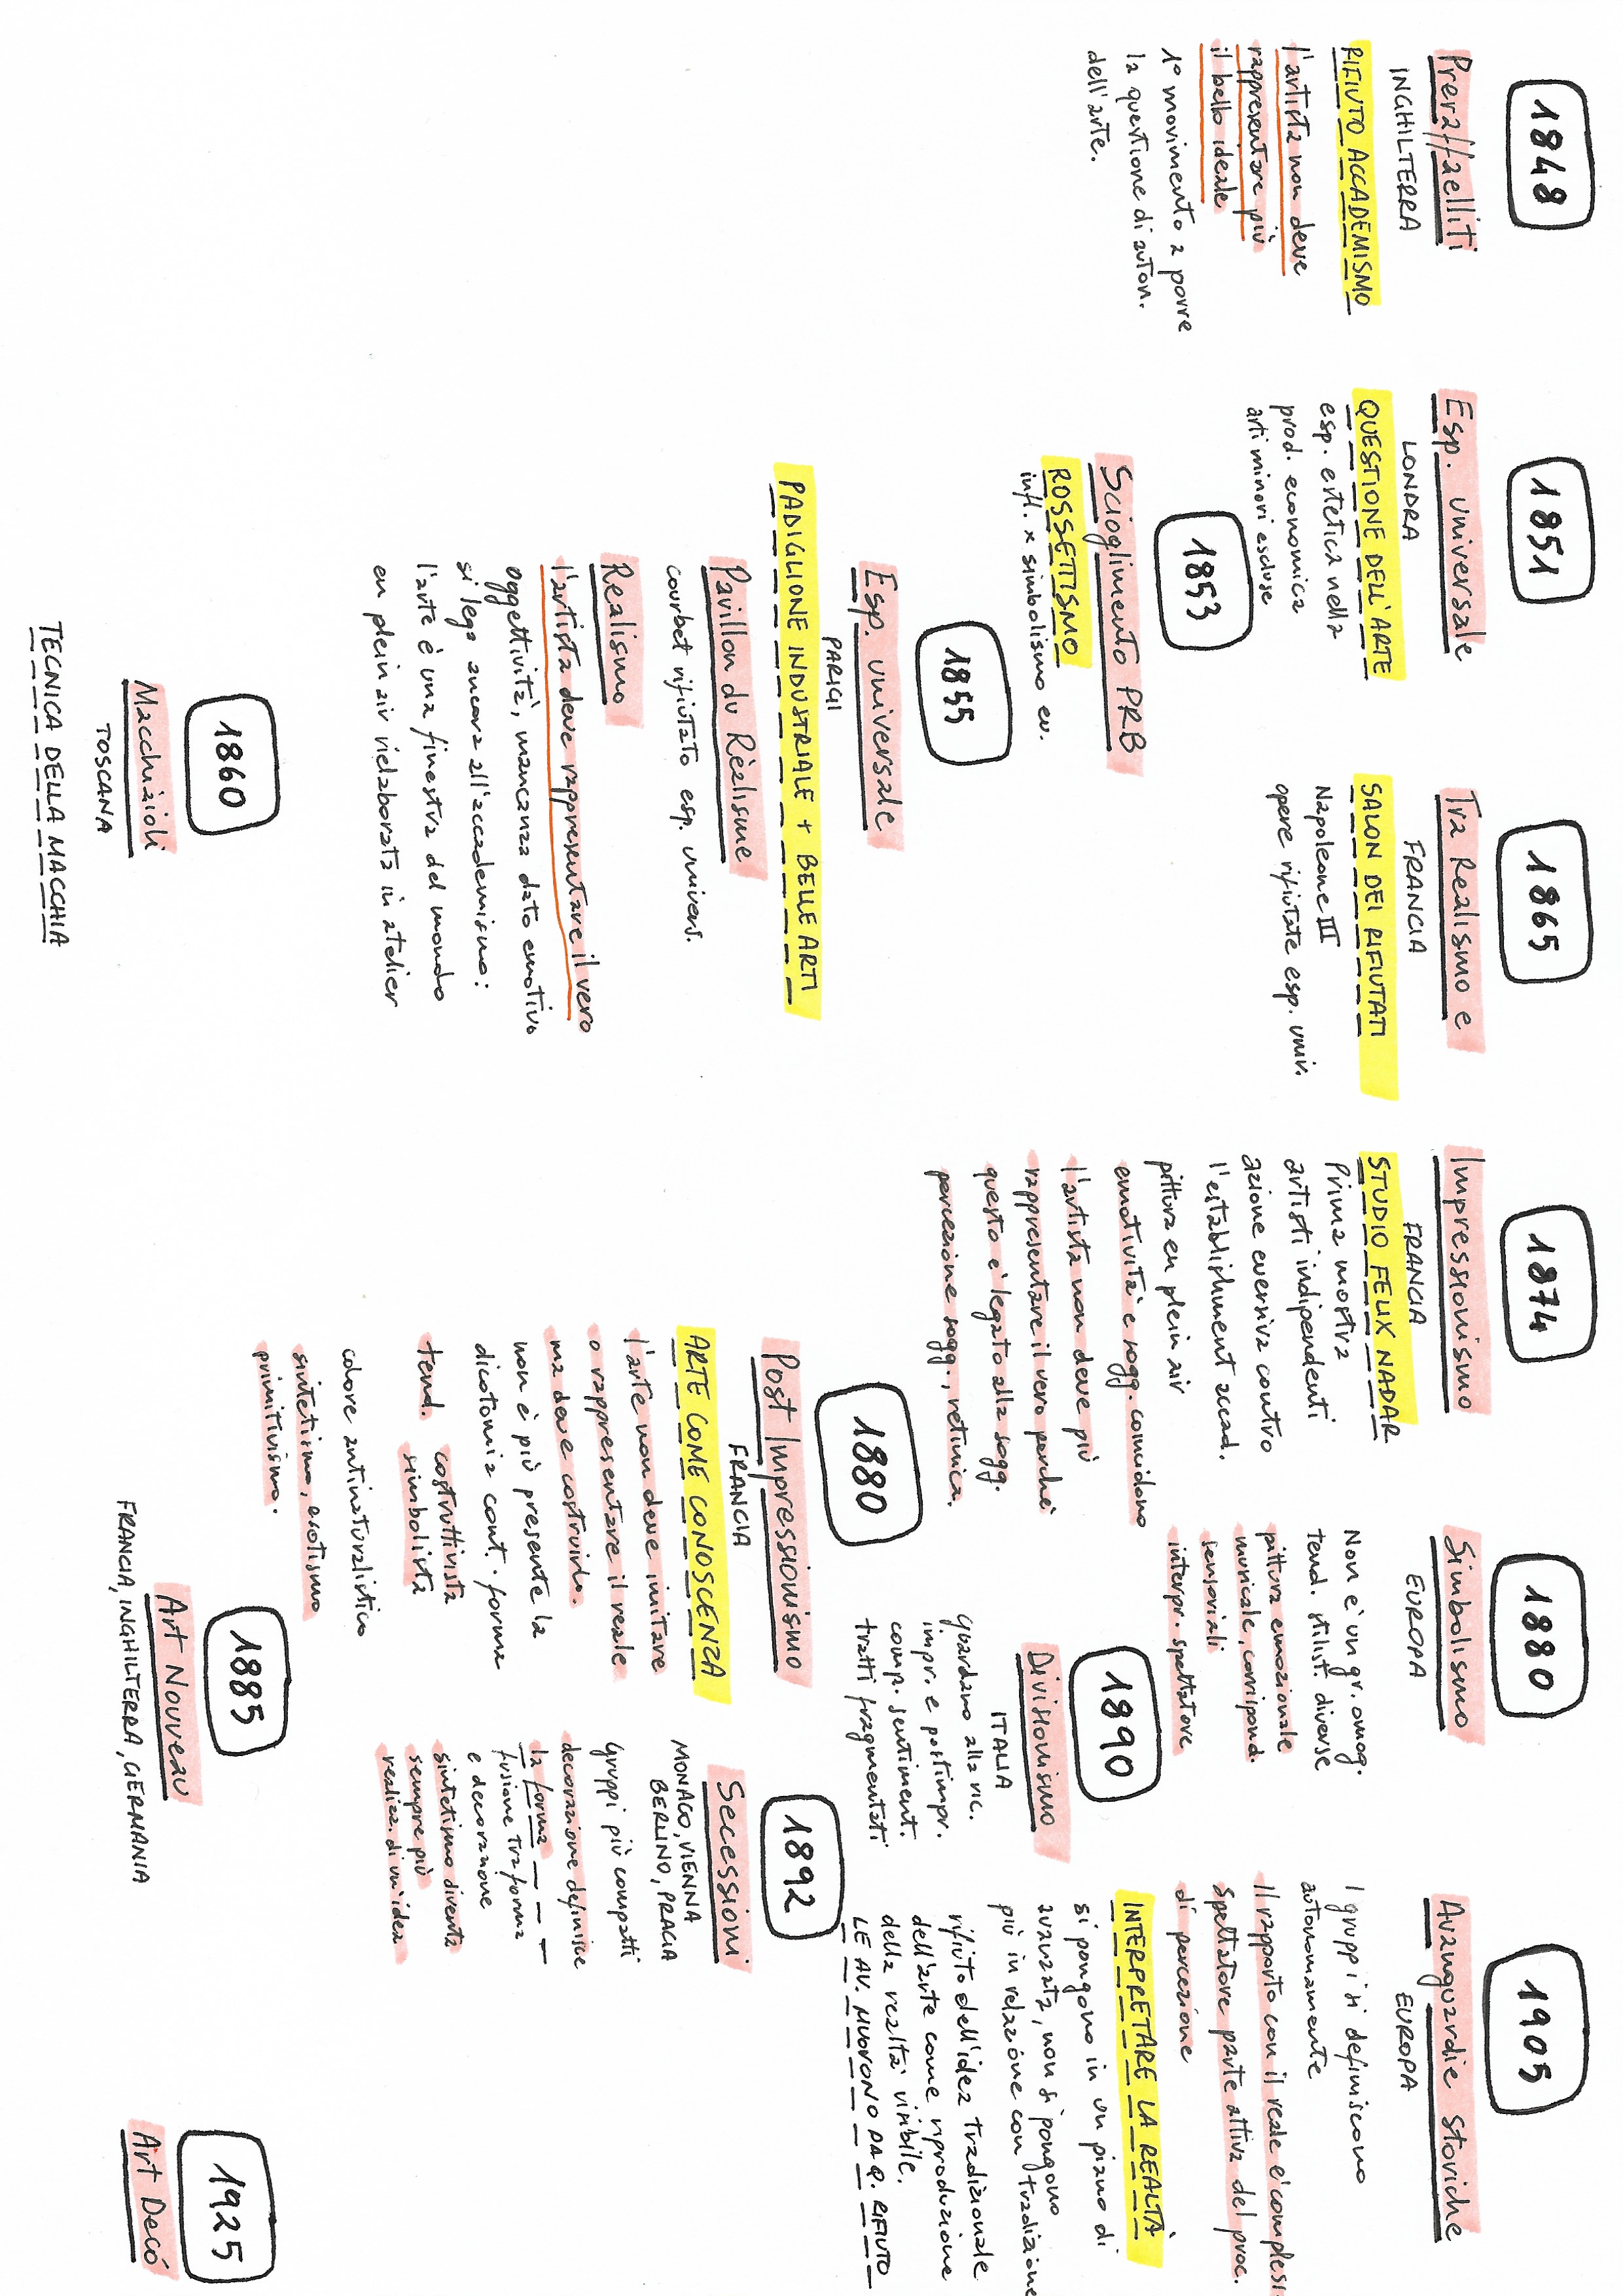 1848
Preraffaelliti
INGHILTERRA
RIFIUTO ACCADEMISMO
l'artista non deve
rappresentare più
il bello ideale
1° movimento a porre
la questione di auton.
dell'arte.
1851
Esp. universale
LONDRA
QUESTIONE DELL'ARTE
esp. estetica nella
prod. economica
arti minori escluse
1853
Scioglimento PRB
ROSSETTISMO
infl. x simbolismo eu.
1855
Esp. universale
PARIGI
PADIGLIONE INDUSTRIALE + BELLE ARTI
Pavillon du Rèalisme
courbet rifiutato esp. univers.
Realismo
l'artista deve rappresentare il vero
oggettività, mancanza dato emotivo
si lega ancora all'accademismo:
l'arte è una finestra del mondo
en plein air rielaborata in atelier
1860
Macchiaioli
TOSCANA
TECNICA DELLA MACCHIA
1865
Tra Realismo e
FRANCIA
SALON DEI RIFIUTATI
Napoleone III
opere rifiutate esp. univ.
1874
Impressionismo
FRANCIA
STUDIO FELIX NADAR
Prima mostra
artisti indipendenti
azione eversiva contro
l'establishment accad.
pittura en plein air
emotività e sogg. coincidono
l'artista non deve più
rappresentare il vero perchè
questo e' legato alla sogg.
percezione sogg., retinica.
1880
Post Impressionismo
FRANCIA
ARTE COME CONOSCENZA
l'arte non deve imitare
o rappresentare il reale
ma deve costruirlo.
non è più presente la
dicotomia cont. · forma
tend. costruttivista
simbolista
colore antinaturalistico
sintetismo, esotismo
primitivismo.
1880
Simbolismo
EUROPA
Non è un gr. omog.
tend. stilist. diverse
pittura emozionale
musicale, corrispond.
sensoriali
interpr. spettatore
1890
Divisionismo
ITALIA
guardano alla ric.
impr. e postimpr.
comp. sentiment.
tratti fragmentati
1892
Secessioni
MONACO, VIENNA
BERLINO, PRAGA
Gruppi più compatti
decorazione definisce
la forma
fusione tra forma
e decorazione
sintetismo diventa
sempre più
realizz. di un'idea
1885
Art Nouveau
FRANCIA, INGHILTERRA, GERMANIA
1905
Avanguardie Storiche
EUROPA
I gruppi si definiscono
autonomamente
Il rapporto con il reale e' comples
Spettatore parte attiva del proc.
di percezione
INTERPRETARE LA REALTÀ
si pongono in un piano di
avanzata, non si pongono
più in relazione con tradizione
rifiuto dell'idea tradizionale
dell'arte come riproduzione
della realtà visibile.
LE AV. MUOVONO DA Q. RIFIUTO
1925
Art Decó